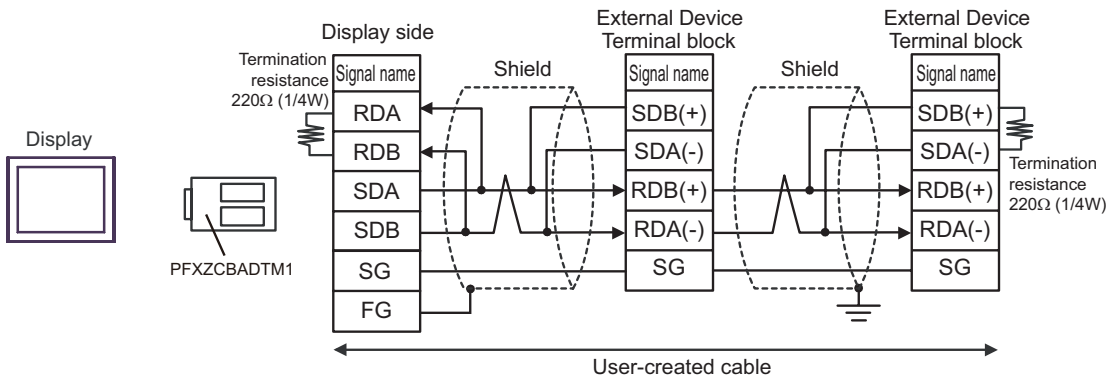 Display
PFXZCBADTM1
Display side
Termination
resistance
220Ω (1/4W)
Signal name
RDA
RDB
SDA
SDB
SG
FG
Shield
External Device
Terminal block
Signal name
SDB(+)
SDA(-)
RDB(+)
RDA(-)
SG
Shield
External Device
Terminal block
Signal name
SDB(+)
SDA(-)
RDB(+)
RDA(-)
SG
Termination
resistance
220Ω (1/4W)
User-created cable